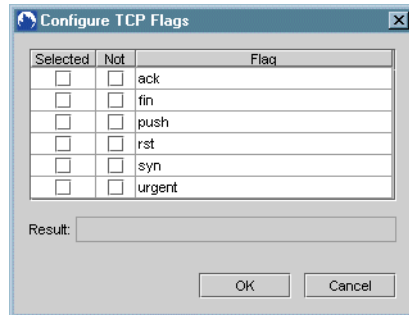 Configure TCP Flags
Selected Not Flag
ack
fin
push
rst
syn
urgent
Result:
OK Cancel